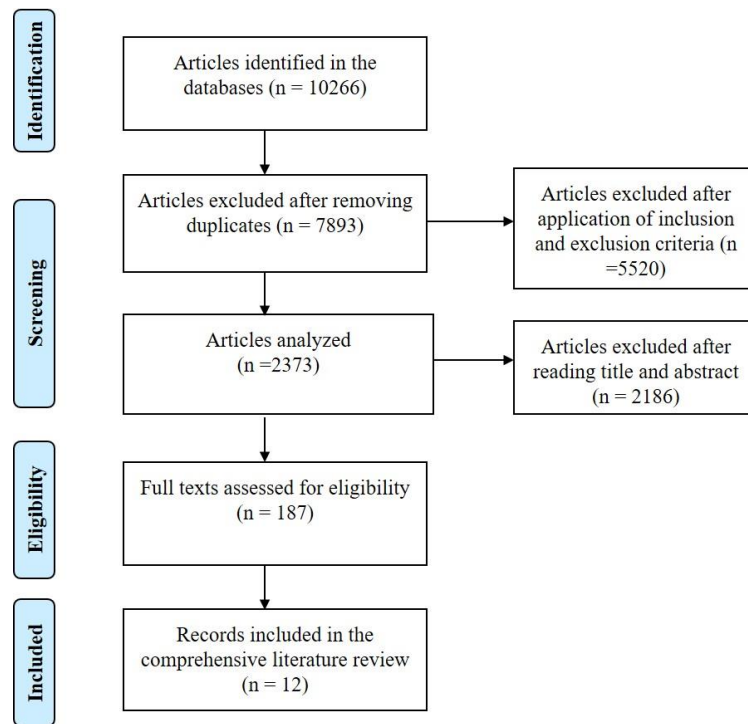 Identification
Articles identified in the
databases (n = 10266)
Screening
Articles excluded after removing
duplicates (n = 7893)
Articles excluded after
application of inclusion
and exclusion criteria (n
=5520)
Articles analyzed
(n =2373)
Articles excluded after
reading title and abstract
(n = 2186)
Eligibility
Full texts assessed for eligibility
(n = 187)
Included
Records included in the
comprehensive literature review
(n = 12)